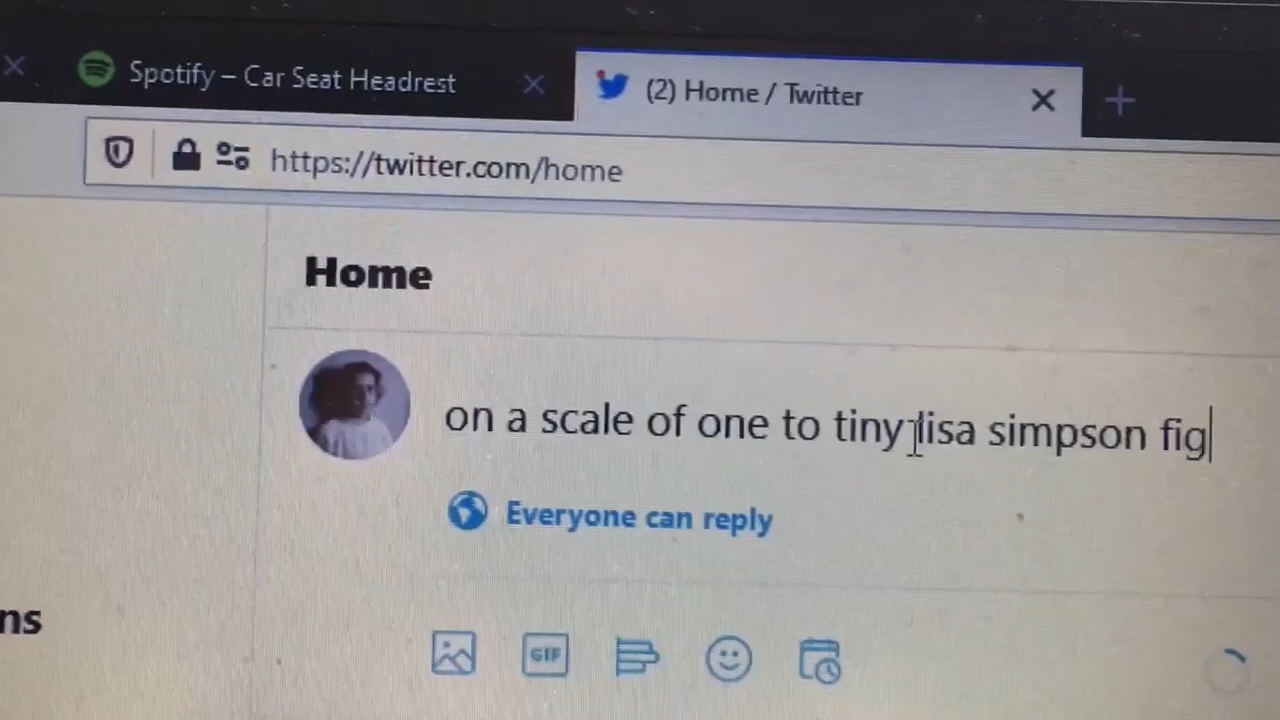 Spotify – Car Seat Headrest
(2) Home / Twitter
https://twitter.com/home
Home
on a scale of one to tiny lisa simpson fig
Everyone can reply
ns
GIF